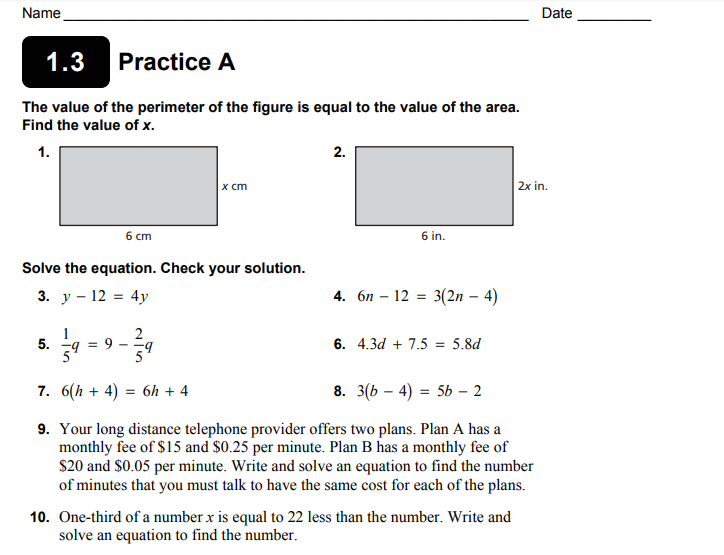 Name Date
1.3 Practice A
The value of the perimeter of the figure is equal to the value of the area.
Find the value of x.
1. 2.
x cm 2x in.
6 cm 6 in.
Solve the equation. Check your solution.
3. y − 12 = 4y 4. 6n − 12 = 3(2n − 4)
5. 1/5 q = 9 − 2/5 q 6. 4.3d + 7.5 = 5.8d
7. 6(h + 4) = 6h + 4 8. 3(b − 4) = 5b − 2
9. Your long distance telephone provider offers two plans. Plan A has a
monthly fee of $15 and $0.25 per minute. Plan B has a monthly fee of
$20 and $0.05 per minute. Write and solve an equation to find the number
of minutes that you must talk to have the same cost for each of the plans.
10. One-third of a number x is equal to 22 less than the number. Write and
solve an equation to find the number.